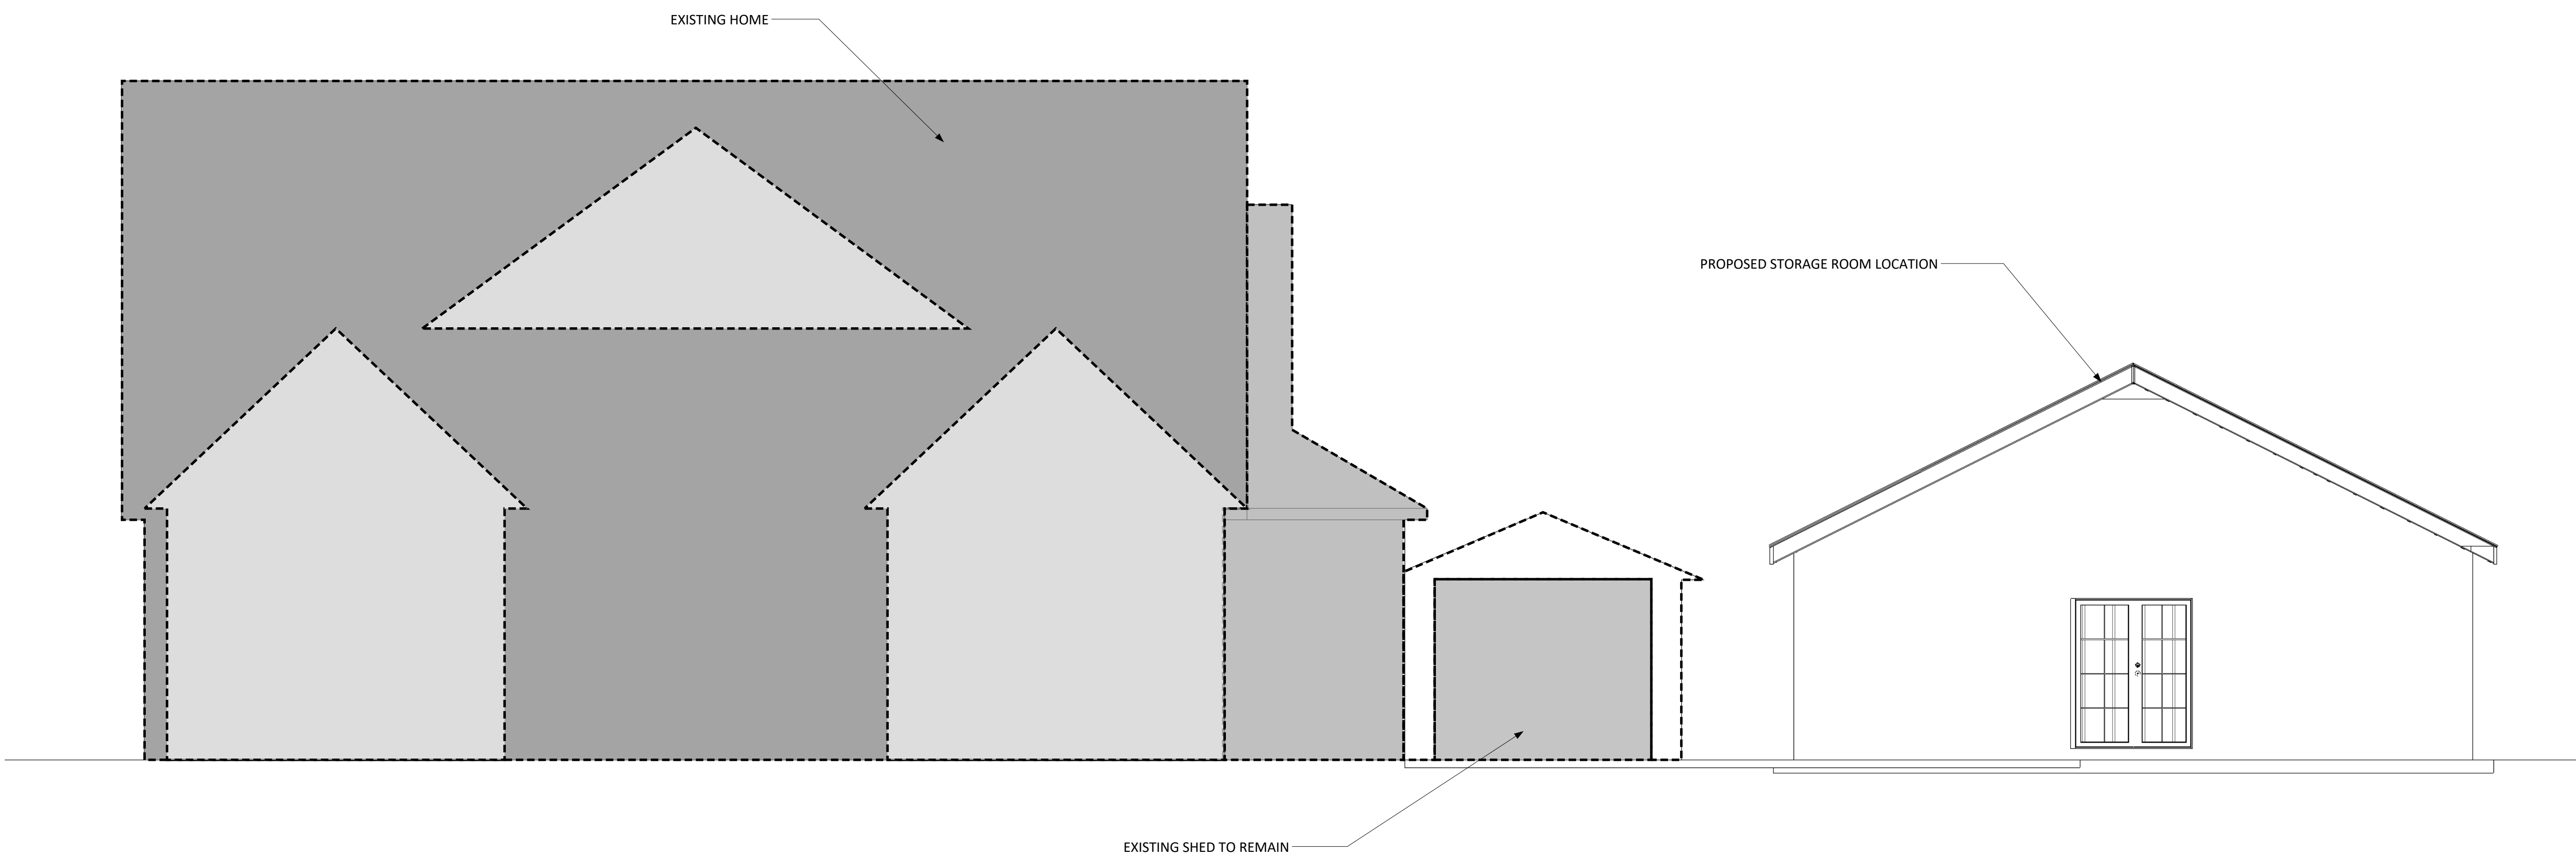 EXISTING HOME
PROPOSED STORAGE ROOM LOCATION
EXISTING SHED TO REMAIN